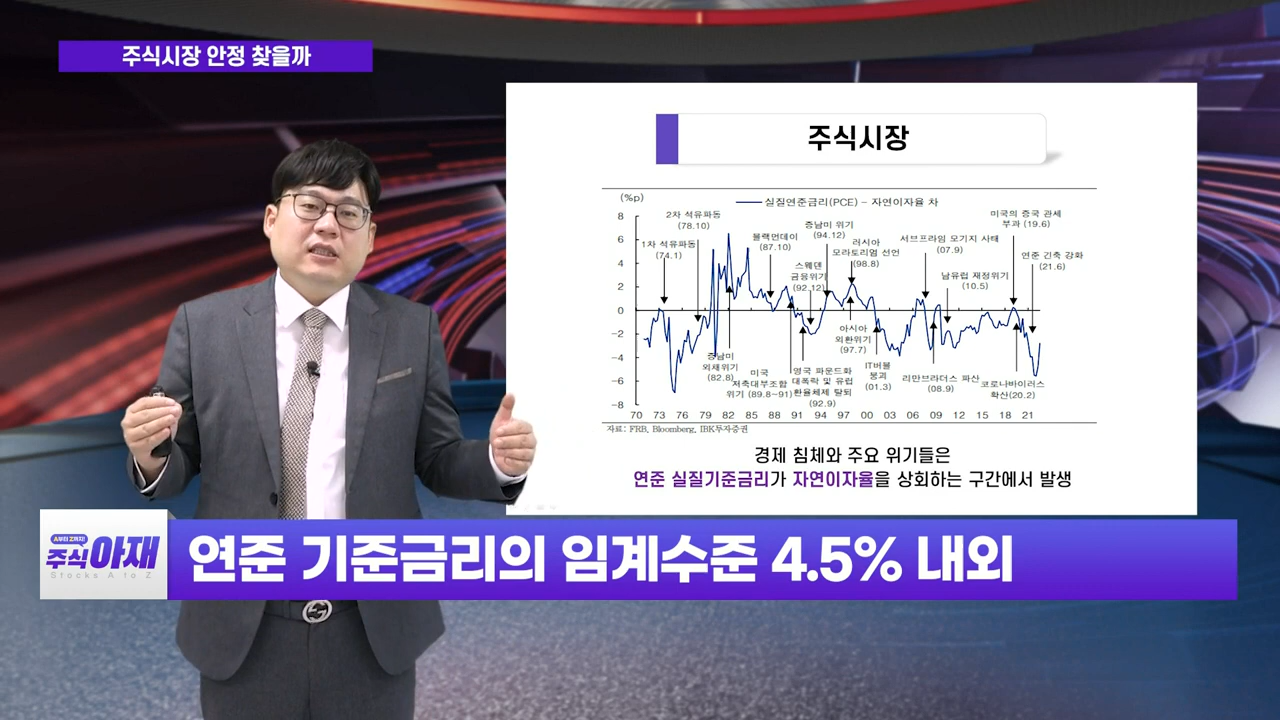 주식시장 안정 찾을까
주식시장
(%p)
실질연준금리(PCE) - 자연이자율 차
8
6
4
2
0
-2
-4
-6
-8
1차 석유파동
(74.1)
2차 석유파동
(78.10)
블랙먼데이
(87.10)
스웨덴
금융위기
(92.12)
중남미 위기
(94.12)
러시아
모라토리엄 선언
(98.8)
서브프라임 모기지 사태
(07.9)
남유럽 재정위기
(10.5)
미국의 중국 관세
부과 (19.6)
연준 긴축 강화
(21.6)
중남미
외채위기
(82.8)
미국
저축대부조합
위기 (89.8~91)
영국 파운드화
대폭락 및 유럽
환율체제 탈퇴
(92.9)
아시아
외환위기
(97.7)
IT버블
붕괴
(01.3)
리만브라더스 파산
(08.9)
코로나바이러스
확산(20.2)
70 73 76 79 82 85 88 91 94 97 00 03 06 09 12 15 18 21
자료: FRB, Bloomberg, IBK투자증권
경제 침체와 주요 위기들은
연준 실질기준금리가 자연이자율을 상회하는 구간에서 발생
A부터 Z까지!
주식아재
Stocks A to Z
연준 기준금리의 임계수준 4.5% 내외